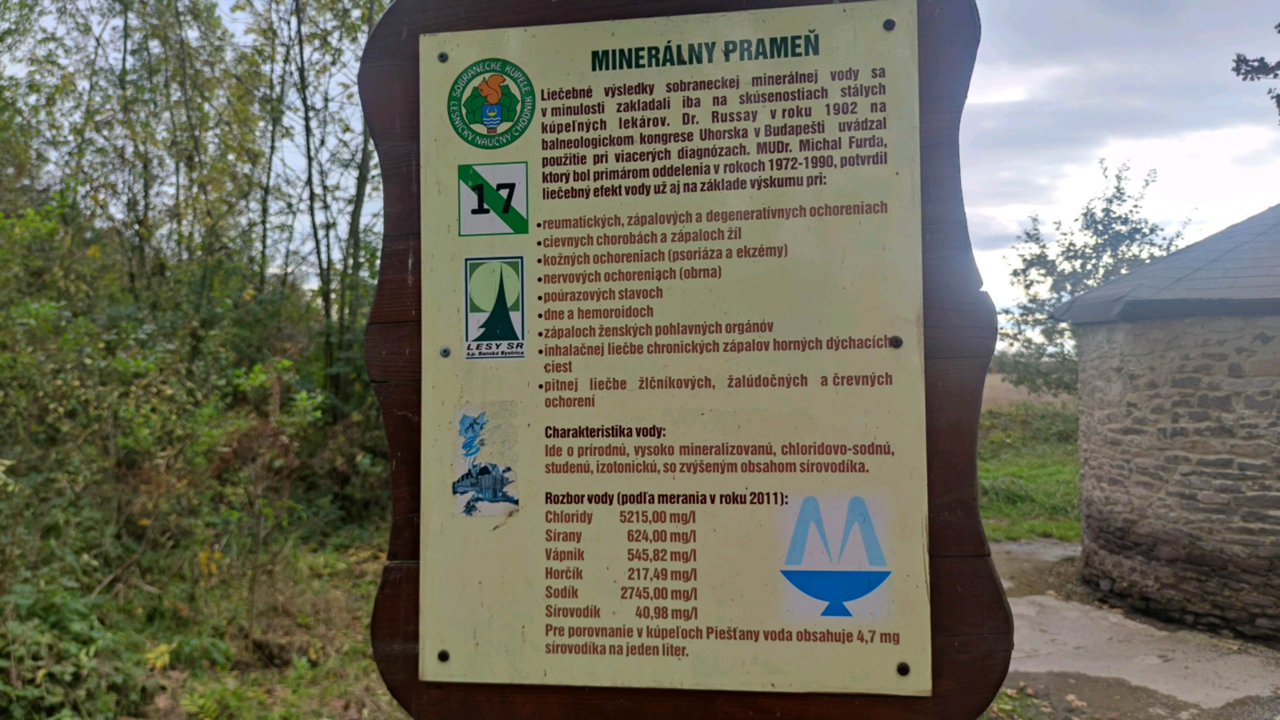 MINERÁLNY PRAMEŇ
SOBRANECKÉ KÚPELE
LESNÍCKY NÁUČNÝ CHODNÍK
Liečebné výsledky sobraneckej minerálnej vody sa
v minulosti zakladali iba na skúsenostiach stálych
kúpeľných lekárov. Dr. Russay v roku 1902 na
balneologickom kongrese Uhorska v Budapešti uvádzal
použitie pri viacerých diagnózach. MUDr. Michal Furda,
ktorý bol primárom oddelenia v rokoch 1972-1990, potvrdil
liečebný efekt vody už aj na základe výskumu pri:
17
•reumatických, zápalových a degeneratívnych ochoreniach
•cievnych chorobách a zápaloch žíl
•kožných ochoreniach (psoriáza a ekzémy)
•nervových ochoreniach (obrna)
•poúrazových stavoch
•dne a hemoroidoch
•zápaloch ženských pohlavných orgánov
•inhalačnej liečbe chronických zápalov horných dýchacích
ciest
•pitnej liečbe žlčníkových, žalúdočných a črevných
ochorení
LESY SR
š.p. Banská Bystrica
Charakteristika vody:
Ide o prírodnú, vysoko mineralizovanú, chloridovo-sodnú,
studenú, izotonickú, so zvýšeným obsahom sírovodíka.
Rozbor vody (podľa merania v roku 2011):
Chloridy 5215,00 mg/l
Sírany 624,00 mg/l
Vápnik 545,82 mg/l
Horčík 217,49 mg/l
Sodík 2745,00 mg/l
Sírovodík 40,98 mg/l
Pre porovnanie v kúpeľoch Piešťany voda obsahuje 4,7 mg
sírovodíka na jeden liter.